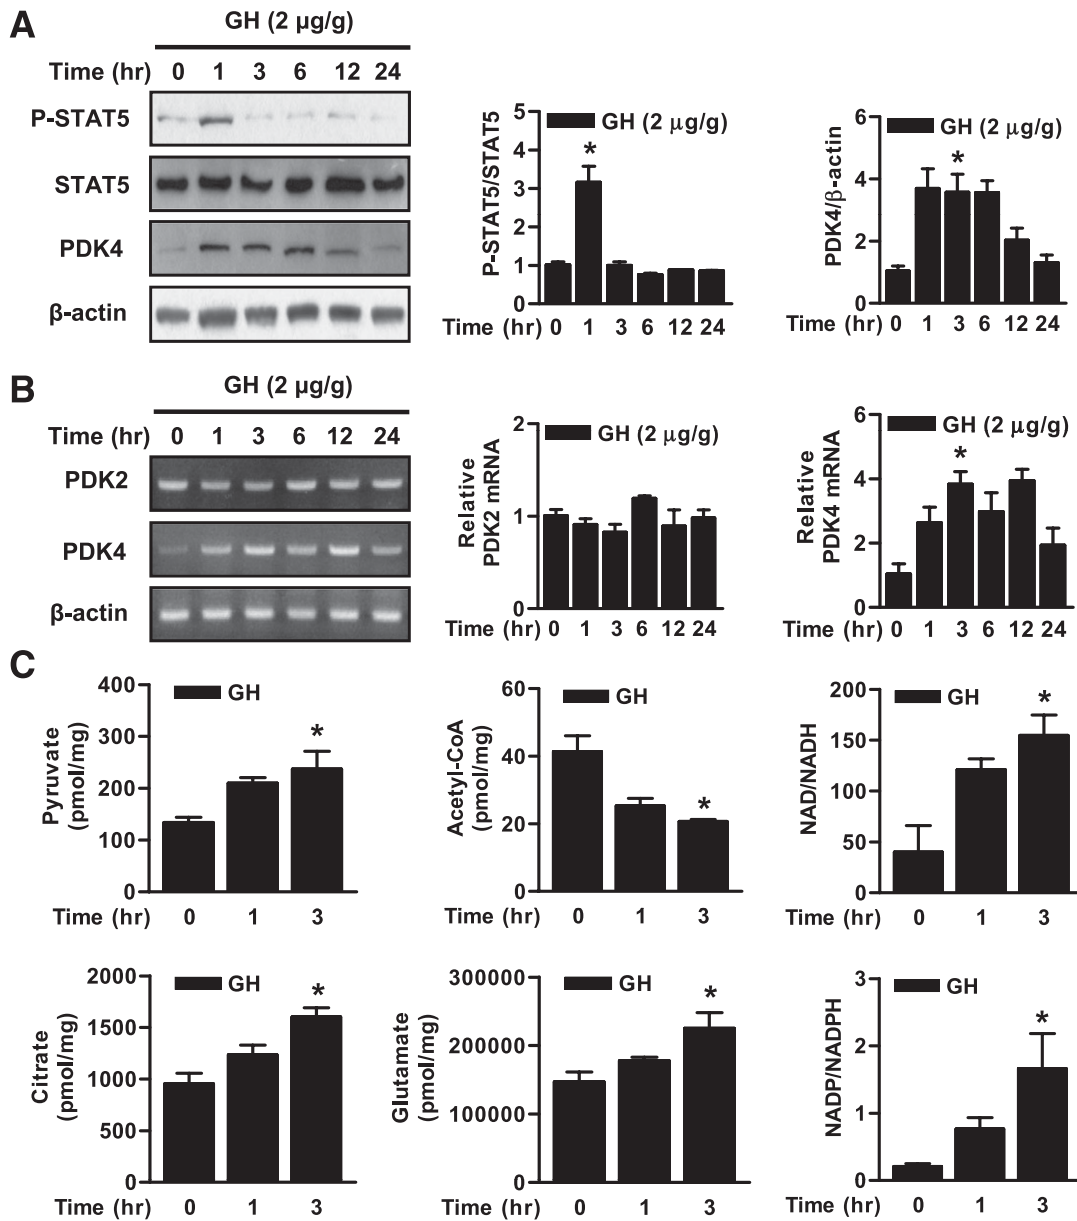 A
GH (2 µg/g)
Time (hr) 0 1 3 6 12 24
P-STAT5
STAT5
PDK4
β-actin
P-STAT5/STAT5
5
4
3
2
1
0
GH (2 µg/g)
*
Time (hr) 0 1 3 6 12 24
PDK4/β-actin
6
4
2
0
GH (2 µg/g)
*
Time (hr) 0 1 3 6 12 24
B
GH (2 µg/g)
Time (hr) 0 1 3 6 12 24
PDK2
PDK4
β-actin
Relative
PDK2 mRNA
2
1
0
GH (2 µg/g)
Time (hr) 0 1 3 6 12 24
Relative
PDK4 mRNA
6
4
2
0
GH (2 µg/g)
*
Time (hr) 0 1 3 6 12 24
C
Pyruvate
(pmol/mg)
400
300
200
100
0
GH
*
Time (hr) 0 1 3
Acetyl-CoA
(pmol/mg)
60
40
20
0
GH
*
Time (hr) 0 1 3
NAD/NADH
200
150
100
50
0
GH
*
Time (hr) 0 1 3
Citrate
(pmol/mg)
2000
1500
1000
500
0
GH
*
Time (hr) 0 1 3
Glutamate
(pmol/mg)
300000
200000
100000
0
GH
*
Time (hr) 0 1 3
NADP/NADPH
3
2
1
0
GH
*
Time (hr) 0 1 3